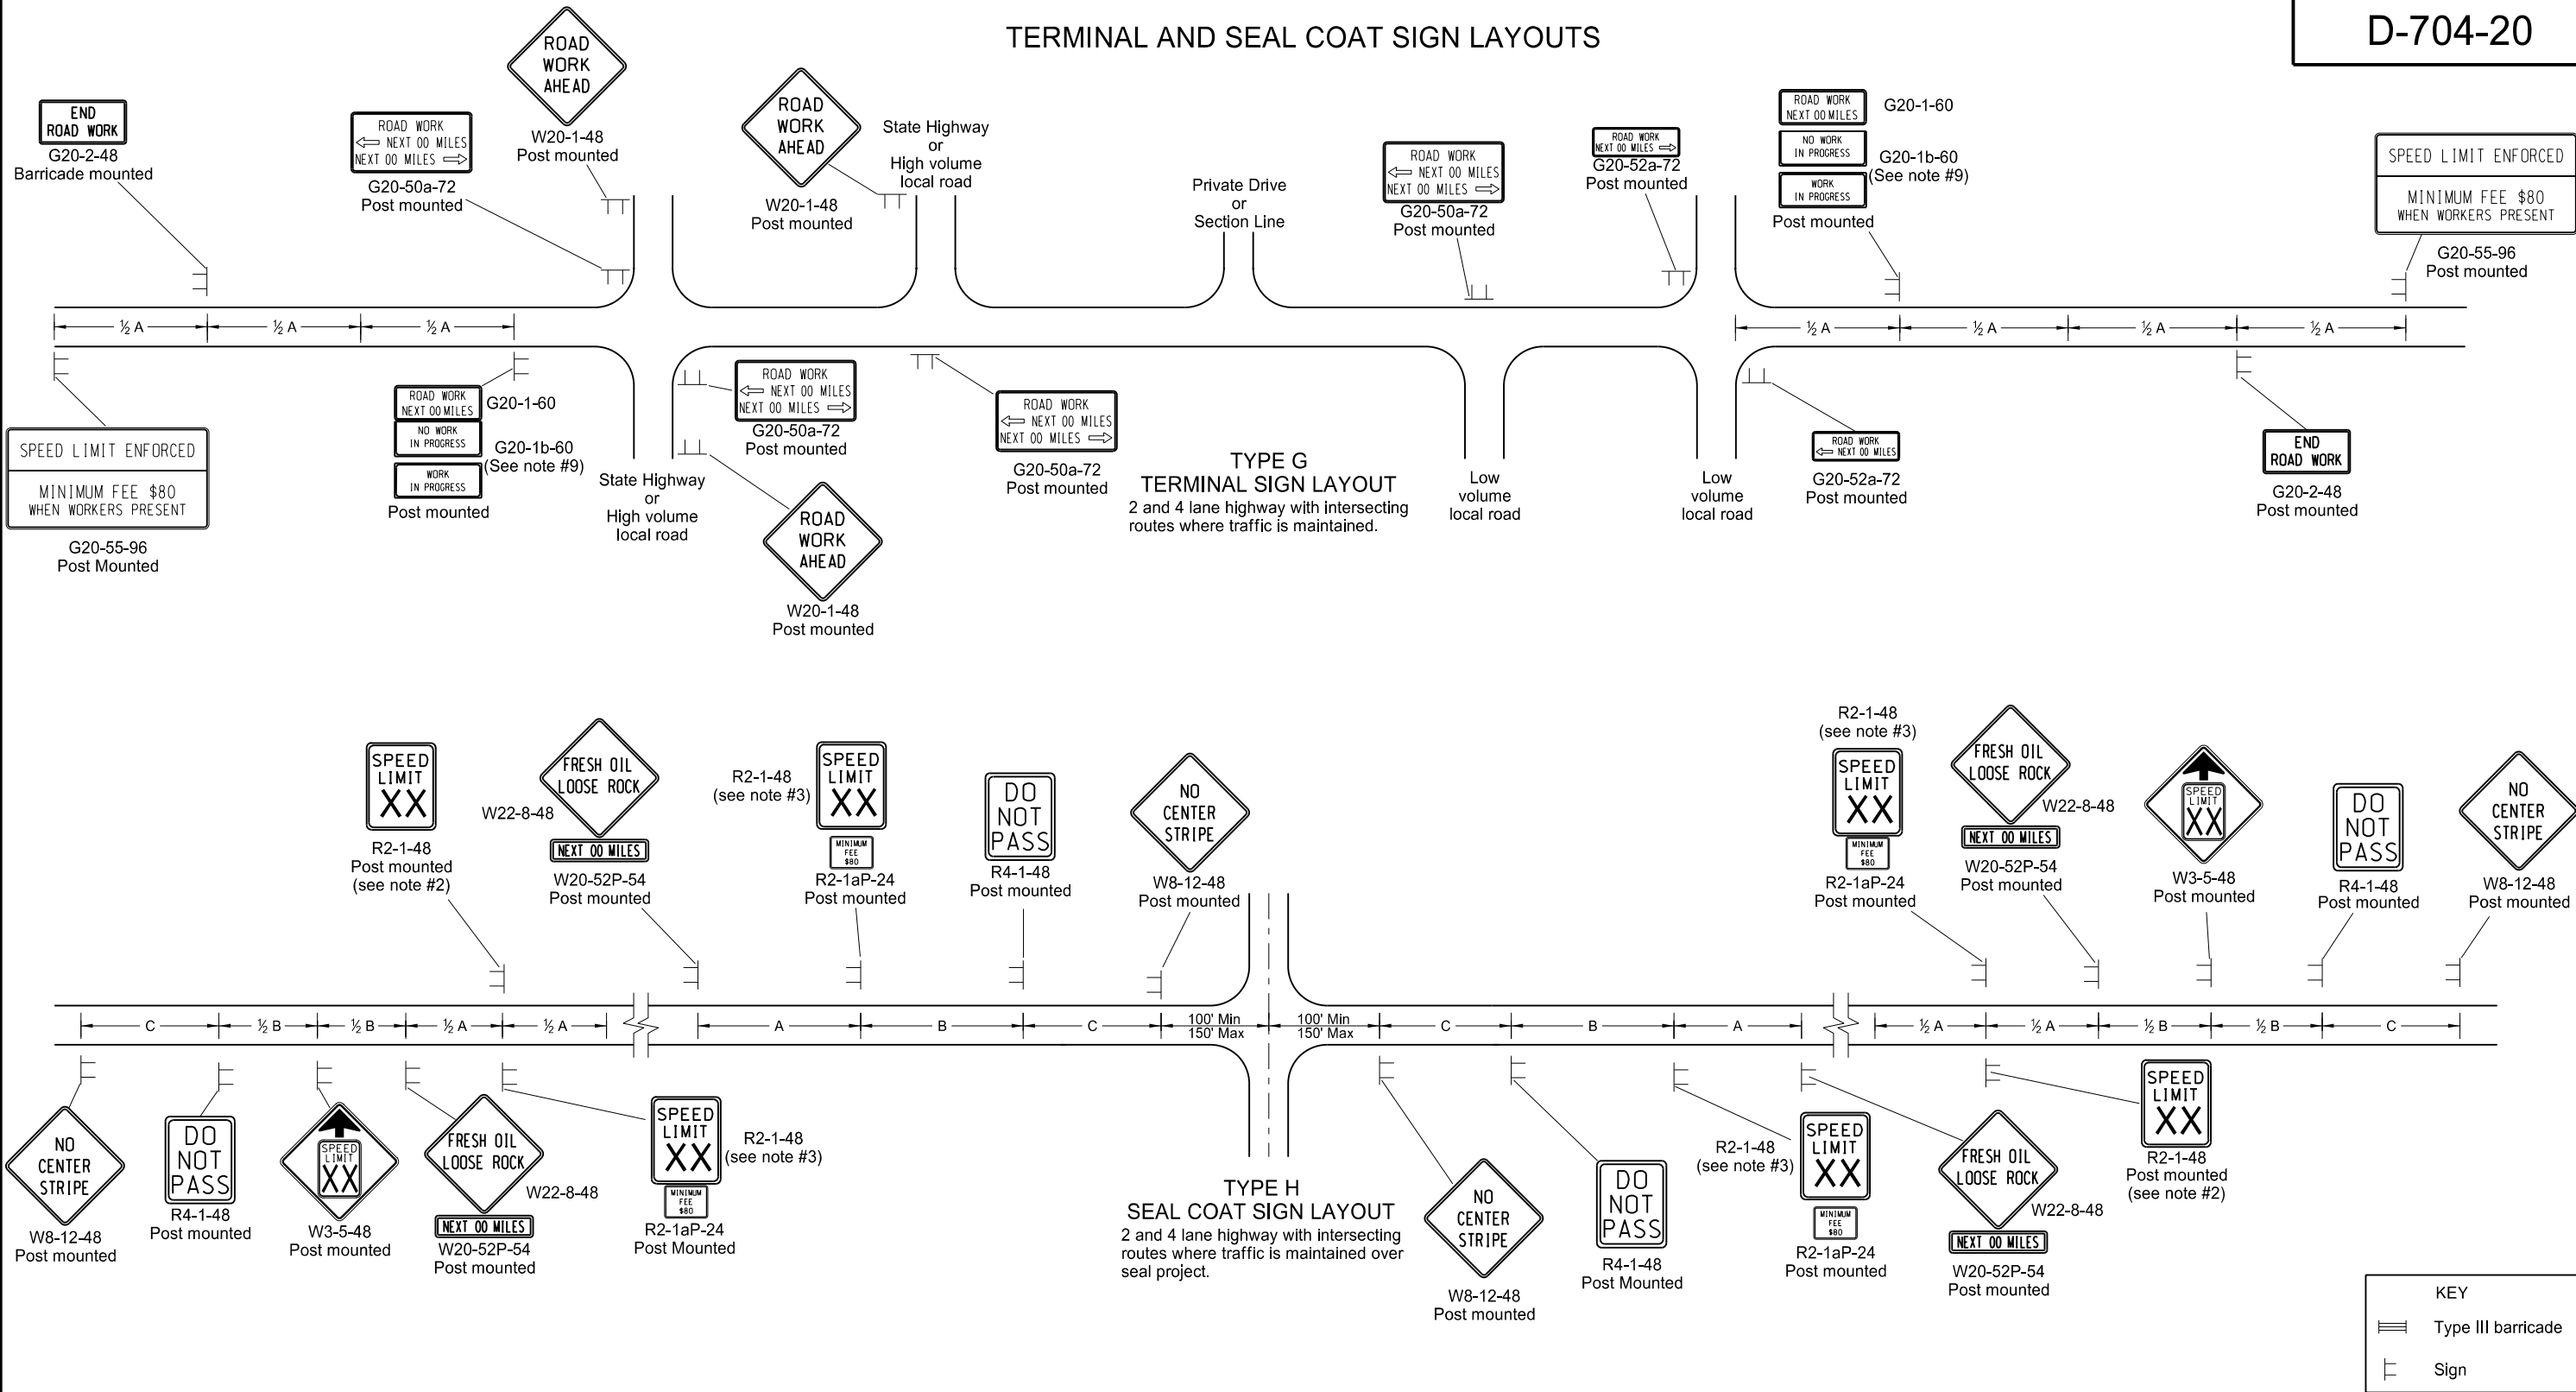 TERMINAL AND SEAL COAT SIGN LAYOUTS
D-704-20
END
ROAD WORK
G20-2-48
Barricade mounted
ROAD WORK
NEXT 00 MILES
NEXT 00 MILES
G20-50a-72
Post mounted
ROAD
WORK
AHEAD
W20-1-48
Post mounted
ROAD
WORK
AHEAD
W20-1-48
Post mounted
State Highway
or
High volume
local road
Private Drive
or
Section Line
ROAD WORK
NEXT 00 MILES
NEXT 00 MILES
G20-50a-72
Post mounted
ROAD WORK
NEXT 00 MILES
G20-52a-72
Post mounted
ROAD WORK
NEXT 00 MILES
G20-1-60
NO WORK
IN PROGRESS
G20-1b-60
(See note #9)
WORK
IN PROGRESS
Post mounted
SPEED LIMIT ENFORCED
MINIMUM FEE $80
WHEN WORKERS PRESENT
G20-55-96
Post mounted
½ A
½ A
½ A
½ A
½ A
½ A
½ A
SPEED LIMIT ENFORCED
MINIMUM FEE $80
WHEN WORKERS PRESENT
G20-55-96
Post Mounted
ROAD WORK
NEXT 00 MILES
G20-1-60
NO WORK
IN PROGRESS
G20-1b-60
(See note #9)
WORK
IN PROGRESS
Post mounted
State Highway
or
High volume
local road
ROAD WORK
NEXT 00 MILES
NEXT 00 MILES
G20-50a-72
Post mounted
ROAD
WORK
AHEAD
W20-1-48
Post mounted
ROAD WORK
NEXT 00 MILES
NEXT 00 MILES
G20-50a-72
Post mounted
TYPE G
TERMINAL SIGN LAYOUT
2 and 4 lane highway with intersecting
routes where traffic is maintained.
Low
volume
local road
Low
volume
local road
ROAD WORK
NEXT 00 MILES
G20-52a-72
Post mounted
END
ROAD WORK
G20-2-48
Post mounted
SPEED
LIMIT
XX
R2-1-48
Post mounted
(see note #2)
FRESH OIL
LOOSE ROCK
W22-8-48
NEXT 00 MILES
W20-52P-54
Post mounted
R2-1-48
(see note #3)
SPEED
LIMIT
XX
MINIMUM
FEE
$80
R2-1aP-24
Post mounted
DO
NOT
PASS
R4-1-48
Post mounted
NO
CENTER
STRIPE
W8-12-48
Post mounted
R2-1-48
(see note #3)
SPEED
LIMIT
XX
MINIMUM
FEE
$80
R2-1aP-24
Post mounted
FRESH OIL
LOOSE ROCK
W22-8-48
NEXT 00 MILES
W20-52P-54
Post mounted
SPEED
LIMIT
XX
W3-5-48
Post mounted
DO
NOT
PASS
R4-1-48
Post mounted
NO
CENTER
STRIPE
W8-12-48
Post mounted
C
½ B
½ B
½ A
½ A
A
B
C
100' Min
150' Max
100' Min
150' Max
C
B
A
½ A
½ A
½ B
½ B
C
NO
CENTER
STRIPE
W8-12-48
Post mounted
DO
NOT
PASS
R4-1-48
Post mounted
SPEED
LIMIT
XX
W3-5-48
Post mounted
FRESH OIL
LOOSE ROCK
W22-8-48
NEXT 00 MILES
W20-52P-54
Post mounted
SPEED
LIMIT
XX
R2-1-48
(see note #3)
MINIMUM
FEE
$80
R2-1aP-24
Post Mounted
TYPE H
SEAL COAT SIGN LAYOUT
2 and 4 lane highway with intersecting
routes where traffic is maintained over
seal project.
NO
CENTER
STRIPE
W8-12-48
Post mounted
DO
NOT
PASS
R4-1-48
Post Mounted
R2-1-48
(see note #3)
SPEED
LIMIT
XX
MINIMUM
FEE
$80
R2-1aP-24
Post mounted
FRESH OIL
LOOSE ROCK
W22-8-48
NEXT 00 MILES
W20-52P-54
Post mounted
SPEED
LIMIT
XX
R2-1-48
Post mounted
(see note #2)
KEY
Type III barricade
Sign